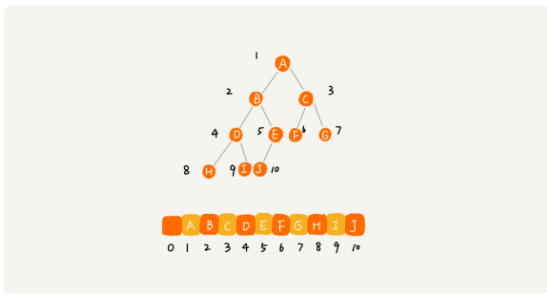 1 A
2 B C 3
4 D 5 E F 6 G 7
8 H 9 I J 10
A B C D E F G H I J
0 1 2 3 4 5 6 7 8 9 10